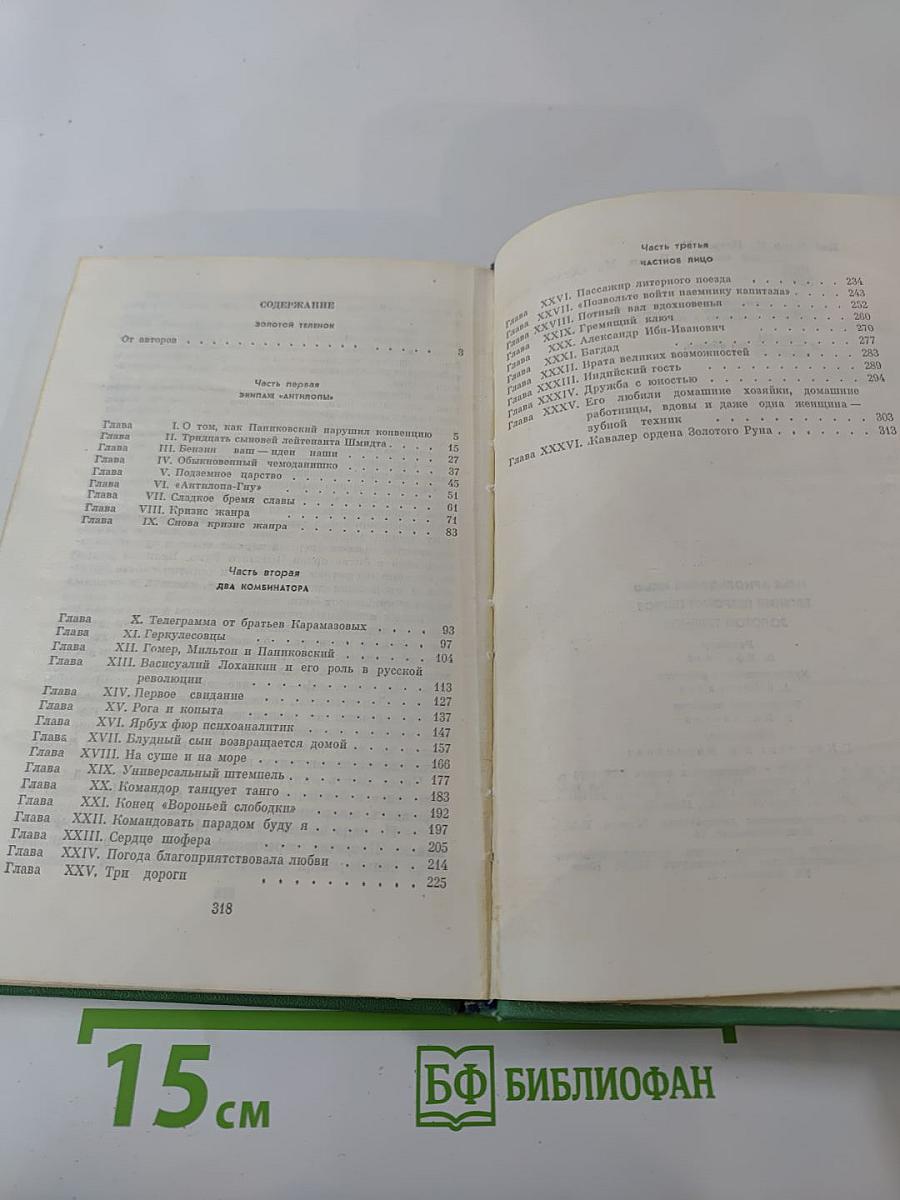 СОДЕРЖАНИЕ
ЗОЛОТОЙ ТЕЛЕНОК
От авторов . . . . . . . . . . . . . . . . 3
Часть первая
ЭКИПАЖ «АНТИЛОПЫ»
Глава I. О том, как Паниковский нарушил конвенцию 5
Глава II. Тридцать сыновей лейтенанта Шмидта . . . . 15
Глава III. Бензин ваш — идеи наши . . . . . . 27
Глава IV. Обыкновенный чемоданишко . . . . . . 37
Глава V. Подземное царство . . . . . . . . 45
Глава VI. «Антилопа-Гну» . . . . . . . . . 51
Глава VII. Сладкое бремя славы . . . . . . . . 61
Глава VIII. Кризис жанра . . . . . . . . . 71
Глава IX. Снова кризис жанра . . . . . . . . 83
Часть вторая
ДВА КОМБИНАТОРА
Глава X. Телеграмма от братьев Карамазовых . . . . 93
Глава XI. Геркулесовцы . . . . . . . . . . 97
Глава XII. Гомер, Мильтон и Паниковский . . . . . . 104
Глава XIII. Васисуалий Лоханкин и его роль в русской
революции . . . . . . . . . . 113
Глава XIV. Первое свидание . . . . . . . . . 127
Глава XV. Рога и копыта . . . . . . . . . . 137
Глава XVI. Ярбух фюр психоаналитик . . . . . . . 147
Глава XVII. Блудный сын возвращается домой . . . . . 157
Глава XVIII. На суше и на море . . . . . . . . . 166
Глава XIX. Универсальный штемпель . . . . . . . . 177
Глава XX. Командор танцует танго . . . . . . . . 183
Глава XXI. Конец «Вороньей слободки» . . . . . . . 192
Глава XXII. Командовать парадом буду я . . . . . . . 197
Глава XXIII. Сердце шофера . . . . . . . . . . 205
Глава XXIV. Погода благоприятствовала любви . . . . . 214
Глава XXV. Три дороги . . . . . . . . . . 225
318
Часть третья
ЧАСТНОЕ ЛИЦО
Глава XXVI. Пассажир литерного поезда . . . . . . . 234
Глава XXVII. «Позвольте войти наемнику капитала» . . . . 243
Глава XXVIII. Потный вал вдохновенья . . . . . . . 252
Глава XXIX. Гремящий ключ . . . . . . . . . 260
Глава XXX. Александр Ибн-Иванович . . . . . . . 270
Глава XXXI. Багдад . . . . . . . . . . . 277
Глава XXXII. Врата великих возможностей . . . . . . 283
Глава XXXIII. Индийский гость . . . . . . . . . 289
Глава XXXIV. Дружба с юностью . . . . . . . . . 294
Глава XXXV. Его любили домашние хозяйки, домашние
работницы, вдовы и даже одна женщина —
зубной техник . . . . . . . . . . 303
Глава XXXVI. Кавалер ордена Золотого Руна . . . . . . 313
15 см
БФ БИБЛИОФАН